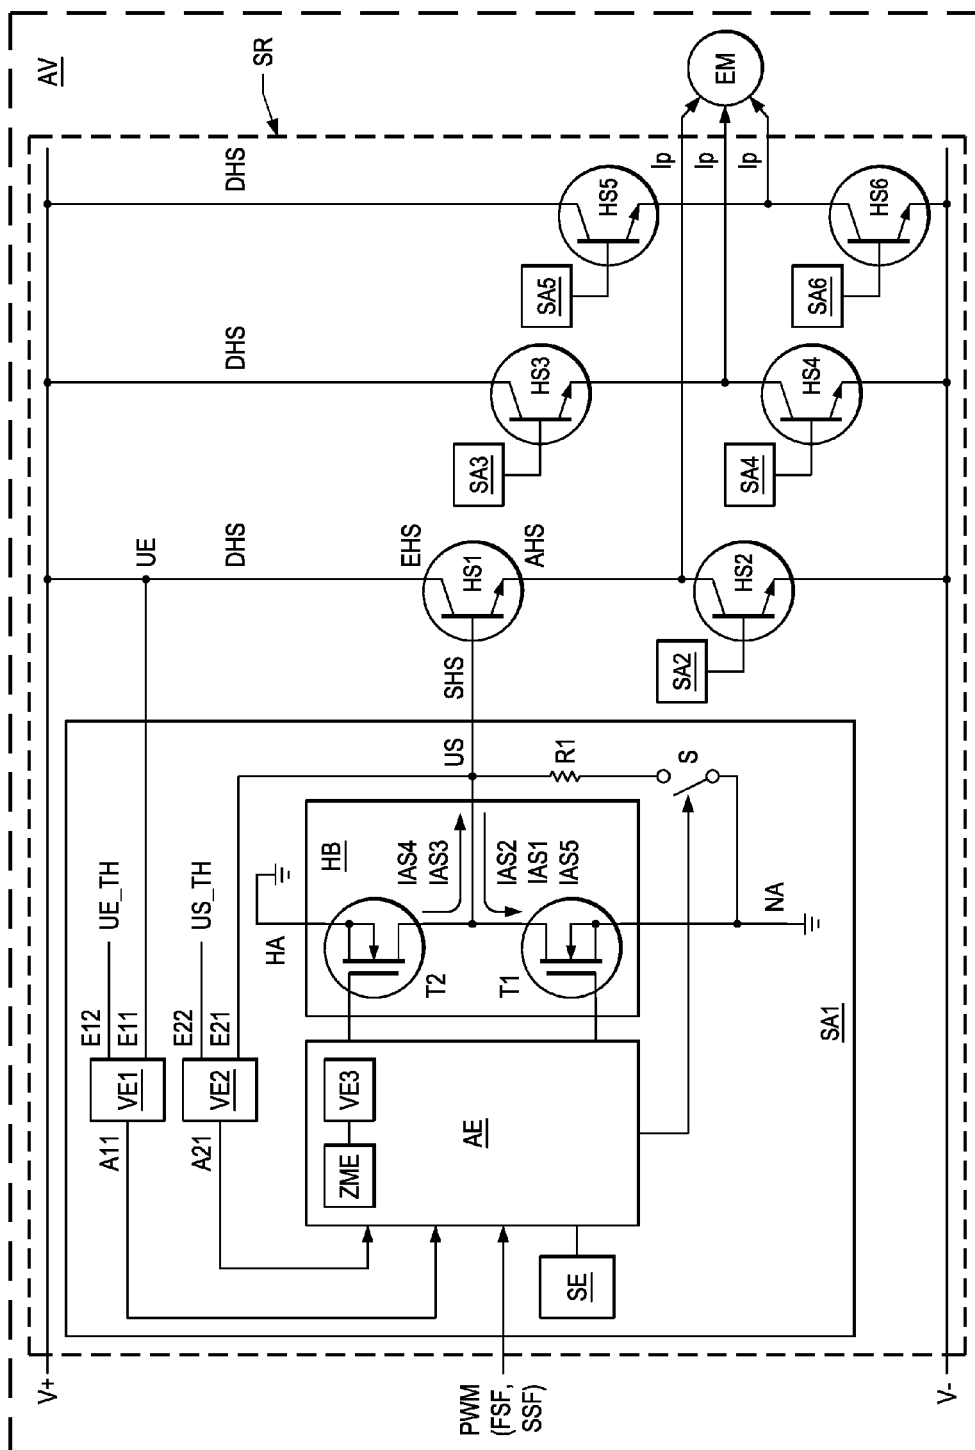 AV
SR
EM
V+
DHS
DHS
DHS
UE
Ip
Ip
Ip
HS5
SA5
HS6
SA6
HS3
SA3
HS4
SA4
EHS
HS1
AHS
SHS
HS2
SA2
US
R1
S
UE_TH
US_TH
E12
E11
E22
E21
VE1
VE2
A11
A21
HB
HA
IAS4
IAS3
IAS2
IAS1
IAS5
T2
T1
NA
SA1
VE3
ZME
AE
SE
PWM
(FSF,
SSF)
V-